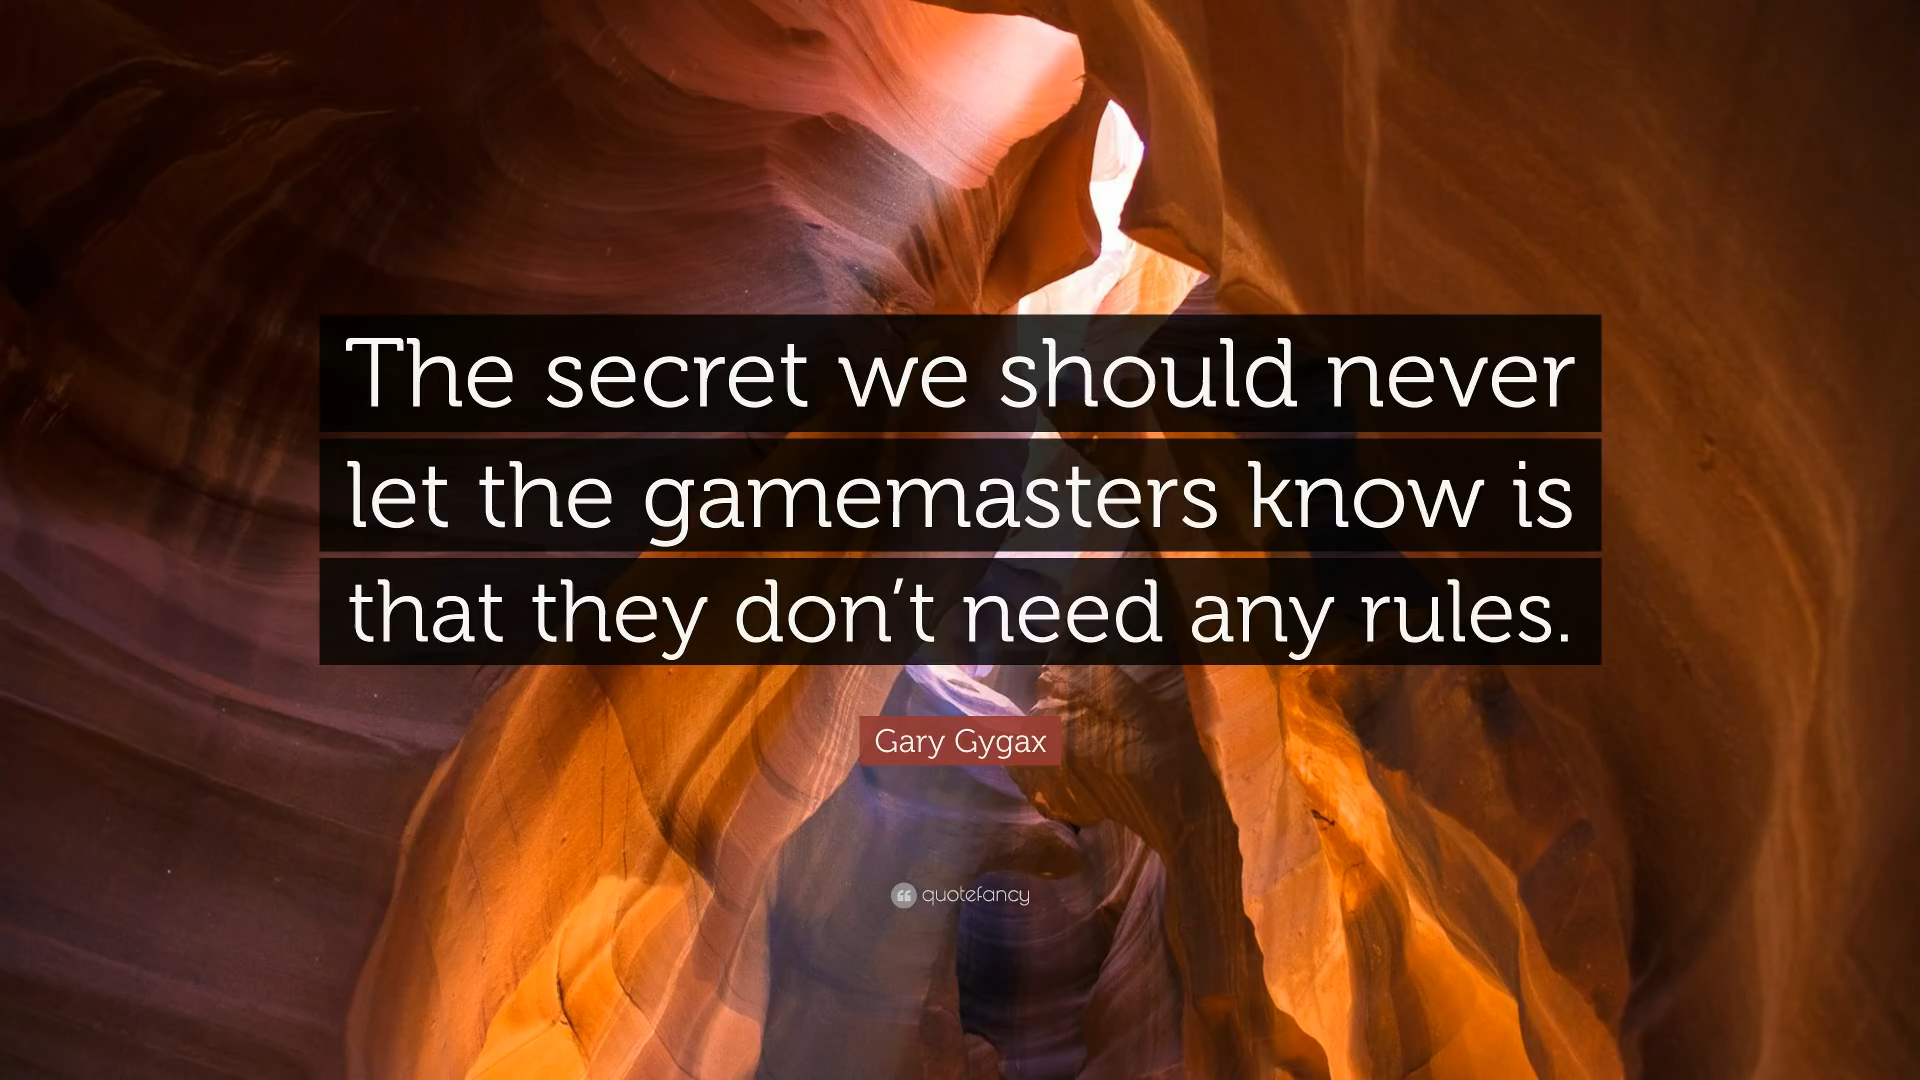 The secret we should never
let the gamemasters know is
that they don’t need any rules.
Gary Gygax
quotefancy